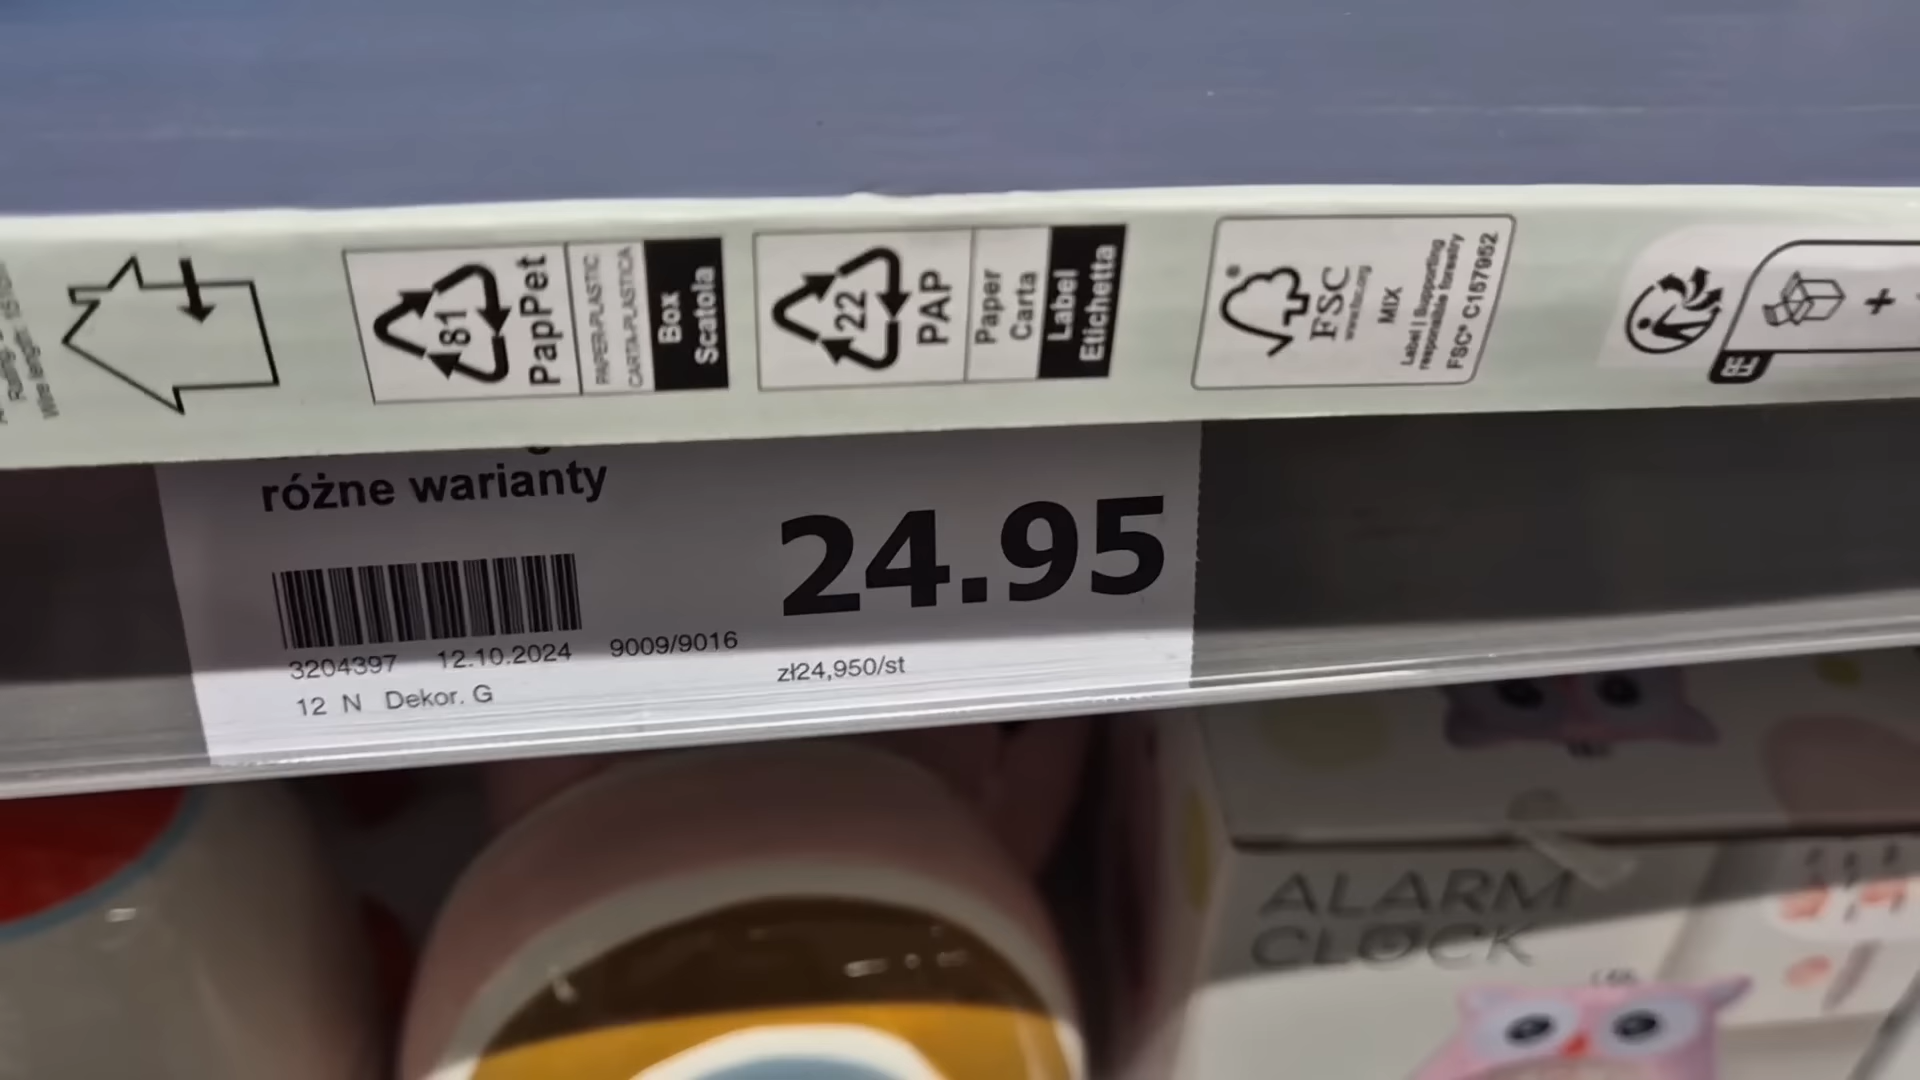 81
PapPet
PAPER-PLASTIC
CARTA-PLASTICA
Box
Scatola
22
PAP
Paper
Carta
Label
Etichetta
FSC
www.fsc.org
MIX
Label | Supporting
responsible forestry
FSC® C157952
+
FR
różne warianty
24.95
3204397 12.10.2024 9009/9016
zł24,950/st
12 N Dekor. G
ALARM
CLOCK